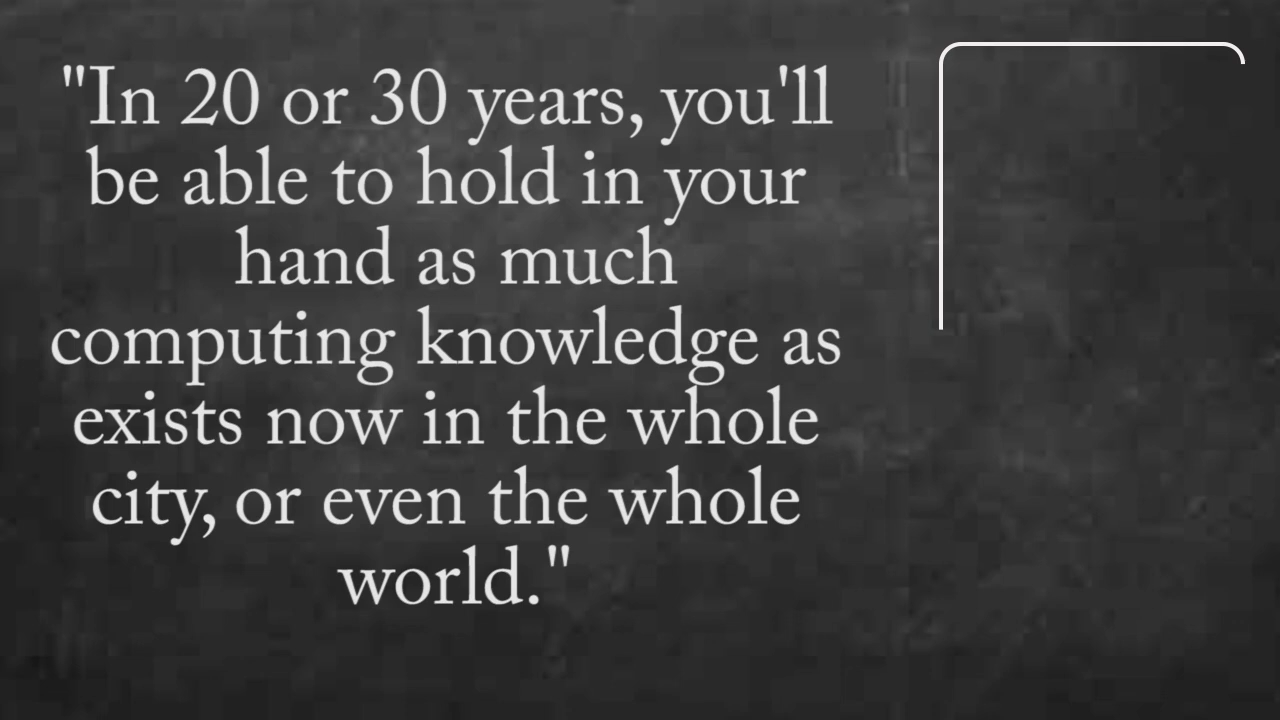 "In 20 or 30 years, you'll
be able to hold in your
hand as much
computing knowledge as
exists now in the whole
city, or even the whole
world."